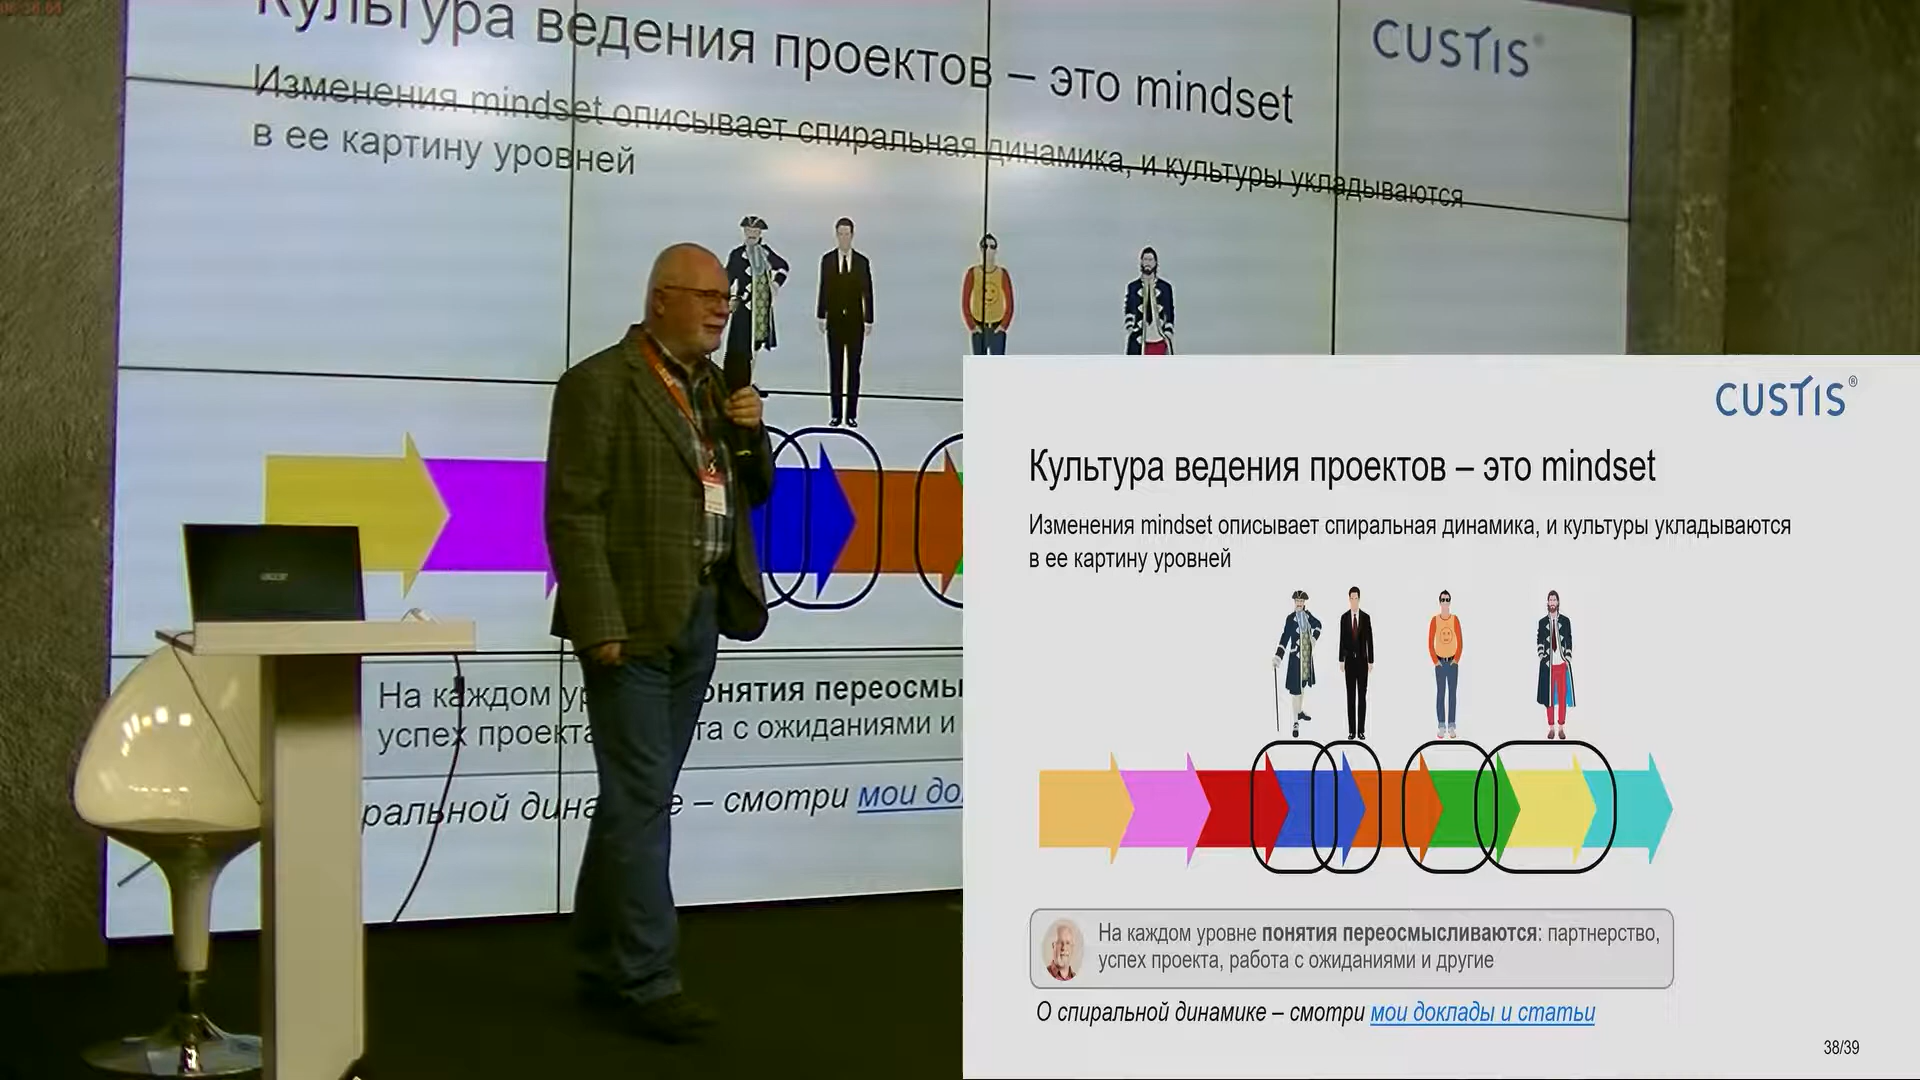 Культура ведения проектов – это mindset
CUSTIS
Изменения mindset описывает спиральная динамика, и культуры укладываются
в ее картину уровней
На каждом ур
онятия переосмы
успех проекта
та с ожиданиями и
ральной дина
е – смотри мои до
acer
CUSTIS®
Культура ведения проектов – это mindset
Изменения mindset описывает спиральная динамика, и культуры укладываются
в ее картину уровней
На каждом уровне понятия переосмысливаются: партнерство,
успех проекта, работа с ожиданиями и другие
О спиральной динамике – смотри мои доклады и статьи
38/39